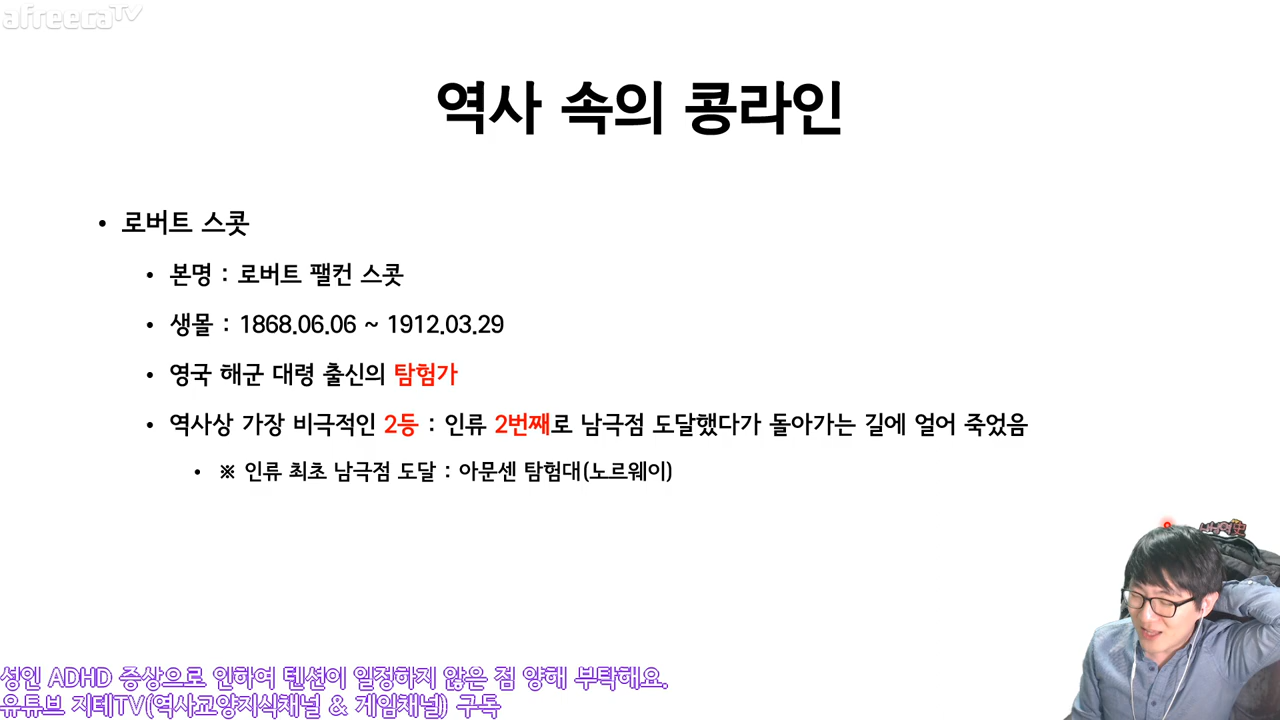 afreecaTV
역사 속의 콩라인
• 로버트 스콧
• 본명 : 로버트 팰컨 스콧
• 생몰 : 1868.06.06 ~ 1912.03.29
• 영국 해군 대령 출신의 탐험가
• 역사상 가장 비극적인 2등 : 인류 2번째로 남극점 도달했다가 돌아가는 길에 얼어 죽었음
• ※ 인류 최초 남극점 도달 : 아문센 탐험대(노르웨이)
성인 ADHD 증상으로 인하여 텐션이 일정하지 않은 점 양해 부탁해요.
유튜브 지테TV(역사교양지식채널 & 게임채널) 구독